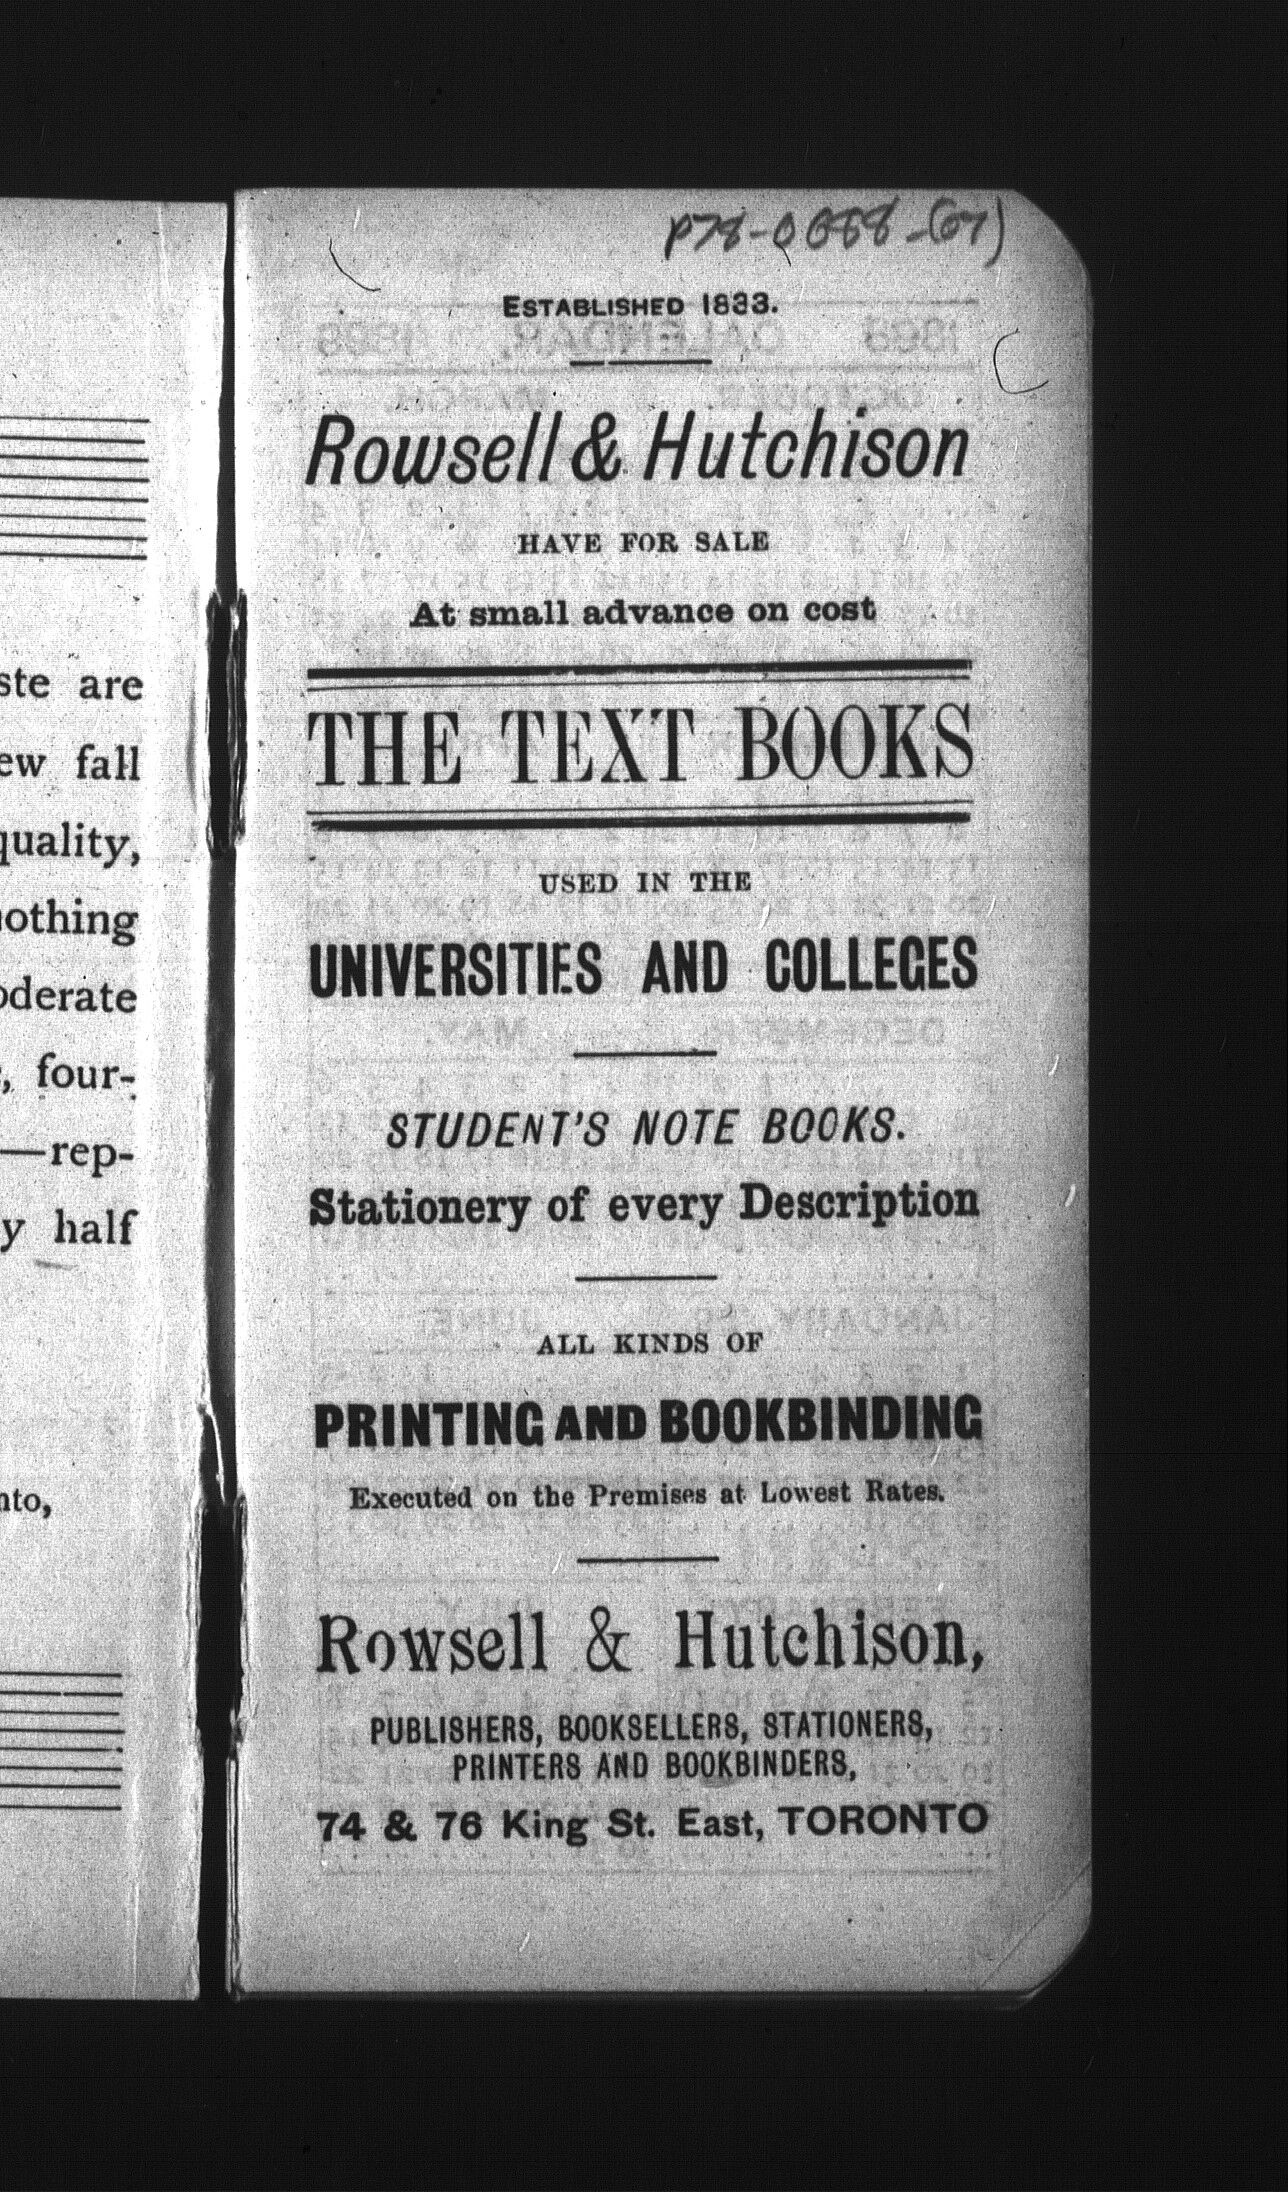 ste are
ew fall
quality,
nothing
oderate
four-
—rep-
y half
nto,
P78-0088-(07)
ESTABLISHED 1833.
Rowsell & Hutchison
HAVE FOR SALE
At small advance on cost
THE TEXT BOOKS
USED IN THE
UNIVERSITIES AND COLLEGES
STUDENT'S NOTE BOOKS.
Stationery of every Description
ALL KINDS OF
PRINTING AND BOOKBINDING
Executed on the Premises at Lowest Rates.
Rowsell & Hutchison,
PUBLISHERS, BOOKSELLERS, STATIONERS,
PRINTERS AND BOOKBINDERS,
74 & 76 King St. East, TORONTO